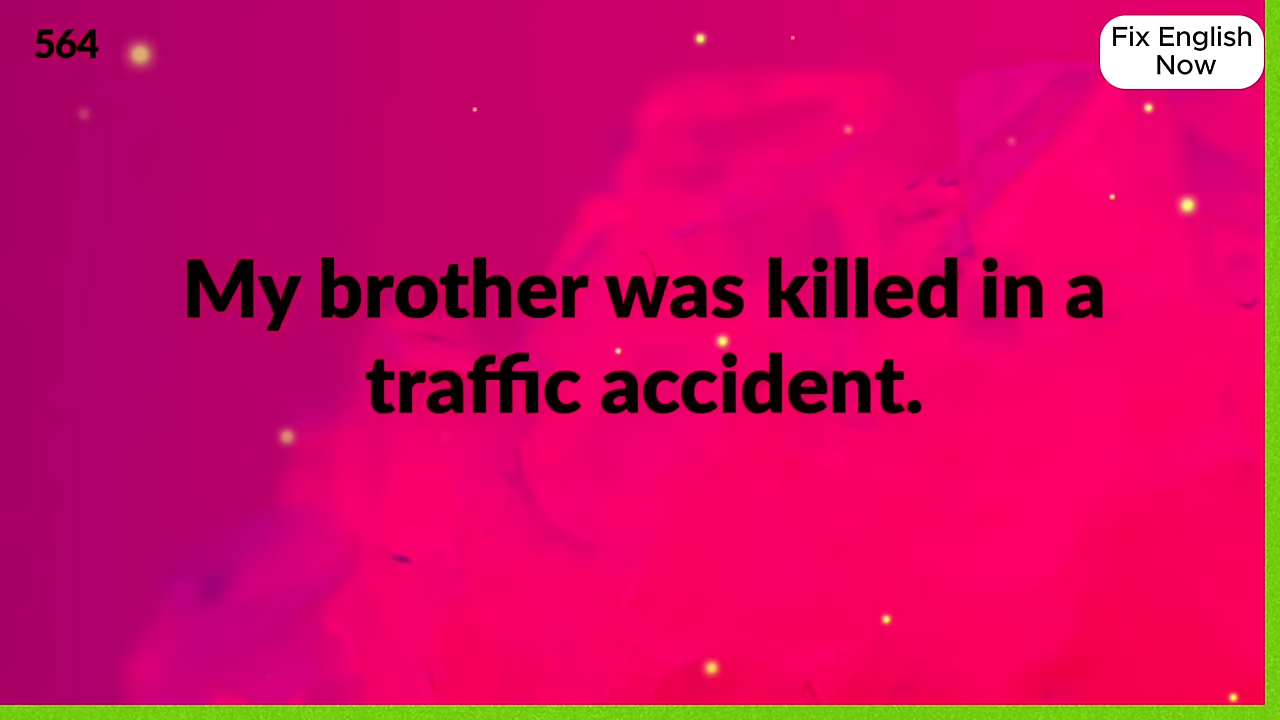 564
Fix English
Now
My brother was killed in a
traffic accident.